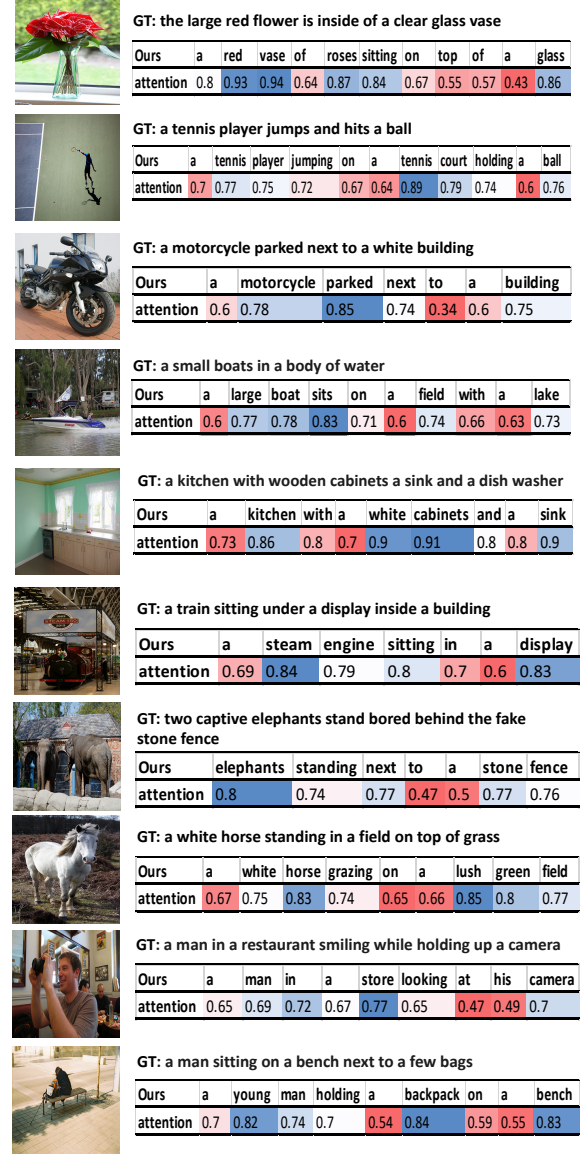 GT: the large red flower is inside of a clear glass vase
Ours a red vase of roses sitting on top of a glass
attention 0.8 0.93 0.94 0.64 0.87 0.84 0.67 0.55 0.57 0.43 0.86
GT: a tennis player jumps and hits a ball
Ours a tennis player jumping on a tennis court holding a ball
attention 0.7 0.77 0.75 0.72 0.67 0.64 0.89 0.79 0.74 0.6 0.76
GT: a motorcycle parked next to a white building
Ours a motorcycle parked next to a building
attention 0.6 0.78 0.85 0.74 0.34 0.6 0.75
GT: a small boats in a body of water
Ours a large boat sits on a field with a lake
attention 0.6 0.77 0.78 0.83 0.71 0.6 0.74 0.66 0.63 0.73
GT: a kitchen with wooden cabinets a sink and a dish washer
Ours a kitchen with a white cabinets and a sink
attention 0.73 0.86 0.8 0.7 0.9 0.91 0.8 0.8 0.9
GT: a train sitting under a display inside a building
Ours a steam engine sitting in a display
attention 0.69 0.84 0.79 0.8 0.7 0.6 0.83
GT: two captive elephants stand bored behind the fake
stone fence
Ours elephants standing next to a stone fence
attention 0.8 0.74 0.77 0.47 0.5 0.77 0.76
GT: a white horse standing in a field on top of grass
Ours a white horse grazing on a lush green field
attention 0.67 0.75 0.83 0.74 0.65 0.66 0.85 0.8 0.77
GT: a man in a restaurant smiling while holding up a camera
Ours a man in a store looking at his camera
attention 0.65 0.69 0.72 0.67 0.77 0.65 0.47 0.49 0.7
GT: a man sitting on a bench next to a few bags
Ours a young man holding a backpack on a bench
attention 0.7 0.82 0.74 0.7 0.54 0.84 0.59 0.55 0.83